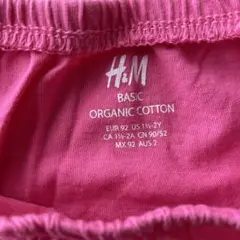 H&M
BASIC
ORGANIC COTTON
EUR 92 US 1½-2Y
CA 1½-2A CN 90/52
MX 92 AUS 2